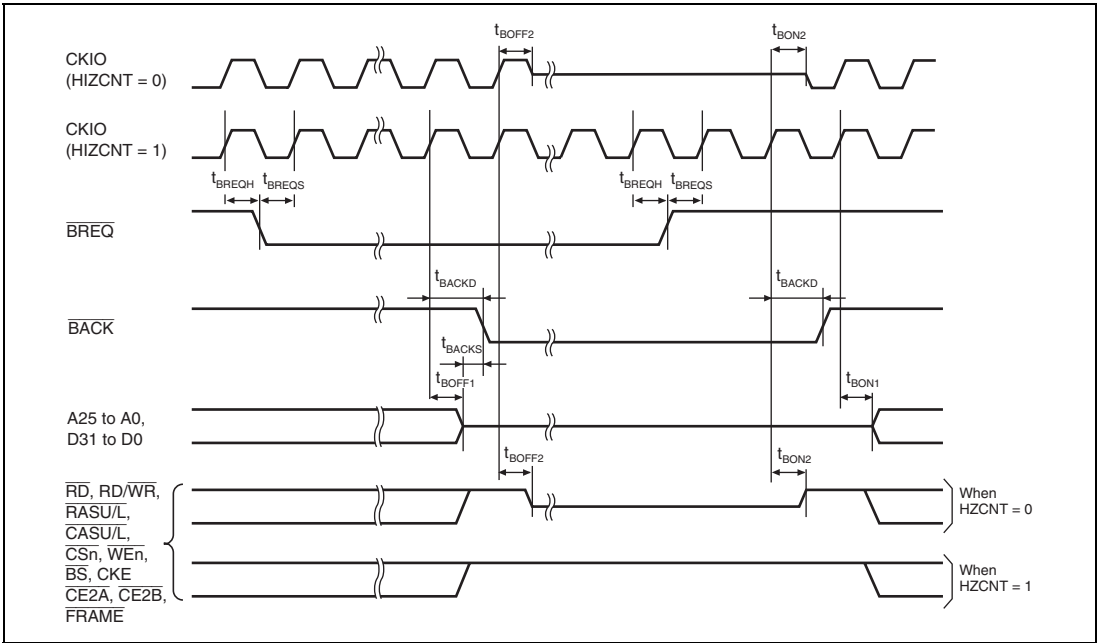 tBOFF2
tBON2
CKIO
(HIZCNT = 0)
CKIO
(HIZCNT = 1)
tBREQH
tBREQS
tBREQH
tBREQS
BREQ
tBACKD
tBACKD
BACK
tBACKS
tBOFF1
tBON1
A25 to A0,
D31 to D0
tBOFF2
tBON2
RD, RD/WR,
RASU/L,
CASU/L,
CSn, WEn,
BS, CKE
CE2A, CE2B,
FRAME
When
HZCNT = 0
When
HZCNT = 1